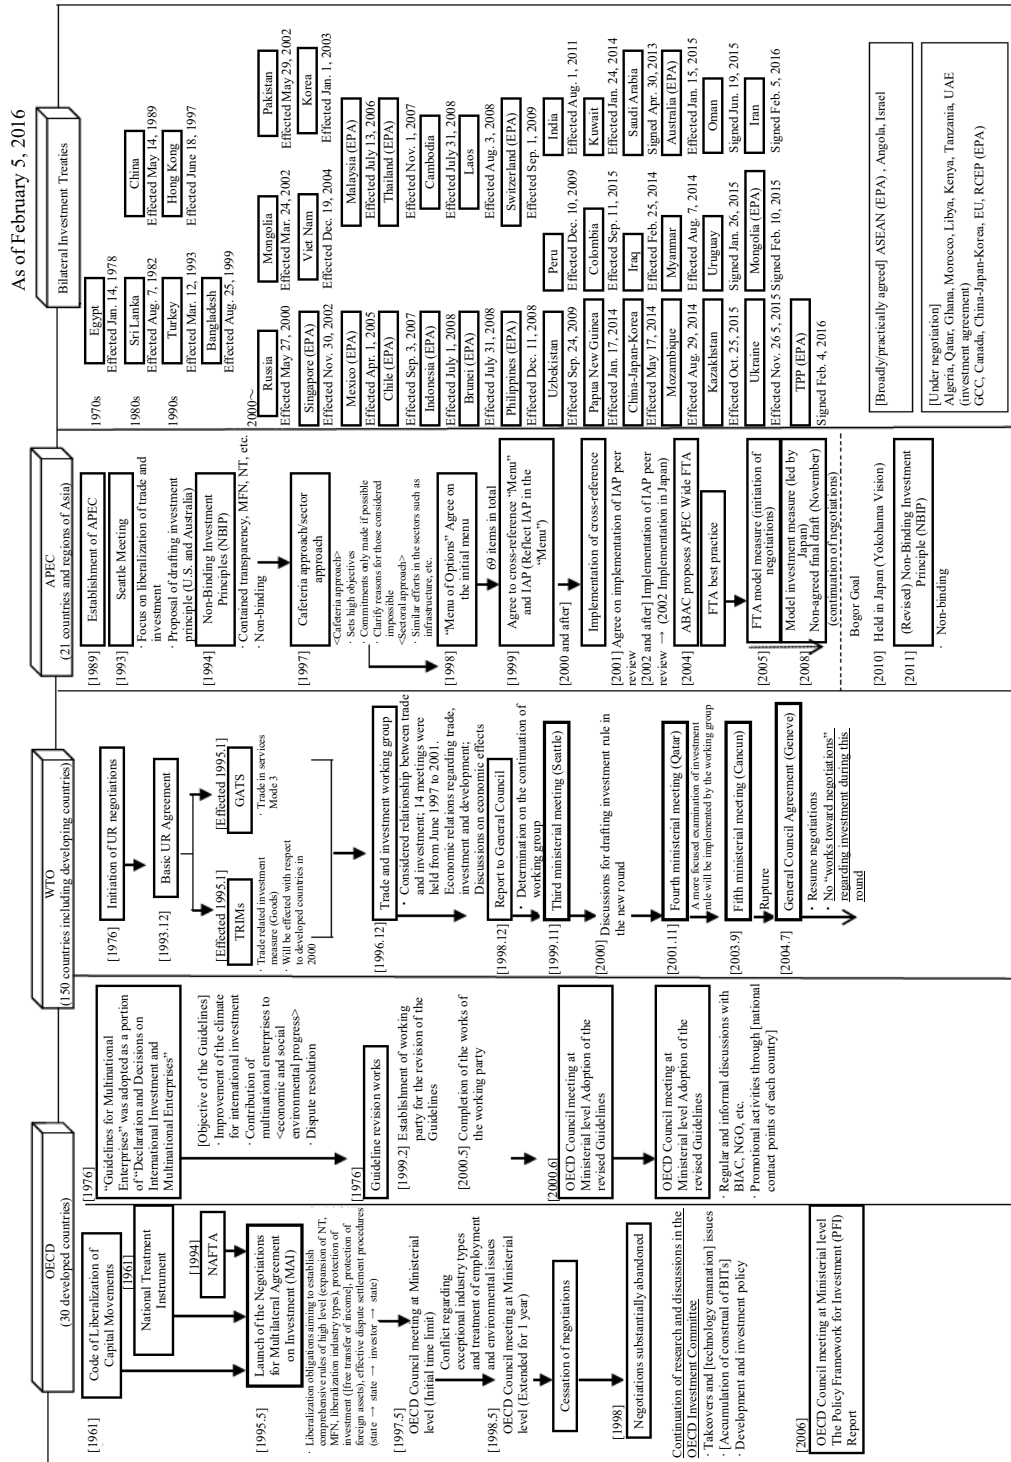 As of February 5, 2016
OECD
(30 developed countries)
[1961]
Code of Liberalization of
Capital Movements
[1961]
National Treatment
Instrument
[1994]
NAFTA
[1995.5]
Launch of the Negotiations
for Multilateral Agreement
on Investment (MAI)
· Liberalization obligations aiming to establish
comprehensive rules of high level (expansion of NT,
MFN, liberalization industry types), protection of
investment ([free transfer of income], protection of
foreign assets), effective dispute settlement procedures
(state → state → investor → state)
[1997.5]
OECD Council meeting at Ministerial
level (Initial time limit)
Conflict regarding
exceptional industry types
and treatment of employment
and environmental issues
[1998.5]
OECD Council meeting at Ministerial
level (Extended for 1 year)
Cessation of negotiations
[1998]
Negotiations substantially abandoned
Continuation of research and discussions in the
OECD Investment Committee
· Takeovers and [technology emanation] issues
· [Accumulation of construal of BITs]
· Development and investment policy
[2006]
OECD Council meeting at Ministerial level
The Policy Framework for Investment (PFI)
Report
[1976]
"Guidelines for Multinational
Enterprises" was adopted as a portion
of "Declaration and Decisions on
International Investment and
Multinational Enterprises"
[Objective of the Guidelines]
· Improvement of the climate
for international investment
· Contribution of
multinational enterprises to
<economic and social
environmental progress>
· Dispute resolution
[1976]
Guideline revision works
[1999.2] Establishment of working
party for the revision of the
Guidelines
[2000.5] Completion of the works of
the working party
[2000.6]
OECD Council meeting at
Ministerial level Adoption of the
revised Guidelines
OECD Council meeting at
Ministerial level Adoption of the
revised Guidelines
· Regular and informal discussions with
BIAC, NGO, etc.
· Promotional activities through [national
contact points of each country]
WTO
(150 countries including developing countries)
[1976]
Initiation of UR negotiations
[1993.12]
Basic UR Agreement
[Effected 1995.1]
TRIMs
· Trade related investment
measure (Goods)
· Will be effected with respect
to developed countries in
2000
[Effected 1995.1]
GATS
· Trade in services
Mode 3
[1996.12]
Trade and investment working group
· Considered relationship between trade
and investment; 14 meetings were
held from June 1997 to 2001.
Economic relations regarding trade,
investment and development;
Discussions on economic effects
[1998.12]
Report to General Council
· Determination on the continuation of
working group
[1999.11]
Third ministerial meeting (Seattle)
[2000]
Discussions for drafting investment rule in
the new round
[2001.11]
Fourth ministerial meeting (Qatar)
A more focused examination of investment
rule will be implemented by the working group
[2003.9]
Fifth ministerial meeting (Cancun)
Rupture
[2004.7]
General Council Agreement (Geneve)
· Resume negotiations
· No "works toward negotiations"
regarding investment during this
round
APEC
(21 countries and regions of Asia)
[1989]
Establishment of APEC
[1993]
Seattle Meeting
· Focus on liberalization of trade and
investment
· Proposal of drafting investment
principle (U.S. and Australia)
[1994]
Non-Binding Investment
Principles (NBIP)
· Contained transparency, MFN, NT, etc.
· Non-binding
[1997]
Cafeteria approach/sector
approach
<Cafeteria approach>
· Sets high objectives
· Commitments only made if possible
· Clarify reasons for those considered
impossible
<Sectoral approach>
· Similar efforts in the sectors such as
infrastructure, etc.
[1998]
"Menu of Options" Agree on
the initial menu
69 items in total
[1999]
Agree to cross-reference "Menu"
and IAP (Reflect IAP in the
"Menu")
[2000 and after]
Implementation of cross-reference
[2001] Agree on implementation of IAP peer
review
[2002 and after] Implementation of IAP peer
review → (2002 Implementation in Japan)
[2004]
ABAC proposes APEC Wide FTA
FTA best practice
[2005]
FTA model measure (initiation of
negotiations)
[2008]
Model investment measure (led by
Japan)
Non-agreed final draft (November)
(continuation of negotiations)
Bogor Goal
[2010] Held in Japan (Yokohama Vision)
[2011]
(Revised) Non-Binding Investment
Principle (NBIP)
· Non-binding
Bilateral Investment Treaties
1970s
Egypt
Effected Jan. 14, 1978
1980s
Sri Lanka
Effected Aug. 7, 1982
China
Effected May 14, 1989
1990s
Turkey
Effected Mar. 12, 1993
Hong Kong
Effected June 18, 1997
Bangladesh
Effected Aug. 25, 1999
2000~
Russia
Effected May 27, 2000
Mongolia
Effected Mar. 24, 2002
Pakistan
Effected May 29, 2002
Singapore (EPA)
Effected Nov. 30, 2002
Viet Nam
Effected Dec. 19, 2004
Korea
Effected Jan. 1, 2003
Mexico (EPA)
Effected Apr. 1, 2005
Malaysia (EPA)
Effected July 13, 2006
Chile (EPA)
Effected Sep. 3, 2007
Thailand (EPA)
Effected Nov. 1, 2007
Indonesia (EPA)
Effected July 1, 2008
Cambodia
Effected July 31, 2008
Brunei (EPA)
Effected July 31, 2008
Laos
Effected Aug. 3, 2008
Philippines (EPA)
Effected Dec. 11, 2008
Switzerland (EPA)
Effected Sep. 1, 2009
Uzbekistan
Effected Sep. 24, 2009
Peru
Effected Dec. 10, 2009
India
Effected Aug. 1, 2011
Papua New Guinea
Effected Jan. 17, 2014
Colombia
Effected Sep. 11, 2015
Kuwait
Effected Jan. 24, 2014
China-Japan-Korea
Effected May 17, 2014
Iraq
Effected Feb. 25, 2014
Saudi Arabia
Signed Apr. 30, 2013
Mozambique
Effected Aug. 29, 2014
Myanmar
Effected Aug. 7, 2014
Australia (EPA)
Effected Jan. 15, 2015
Kazakhstan
Effected Oct. 25, 2015
Uruguay
Signed Jan. 26, 2015
Oman
Signed Jun. 19, 2015
Ukraine
Effected Nov. 26 5, 2015
Mongolia (EPA)
Signed Feb. 10, 2015
Iran
Signed Feb. 5, 2016
TPP (EPA)
Signed Feb. 4, 2016
[Broadly/practically agreed] ASEAN (EPA) , Angola, Israel
[Under negotiation]
Algeria, Qatar, Ghana, Morocco, Libya, Kenya, Tanzania, UAE
(investment agreement)
GCC, Canada, China-Japan-Korea, EU, RCEP (EPA)